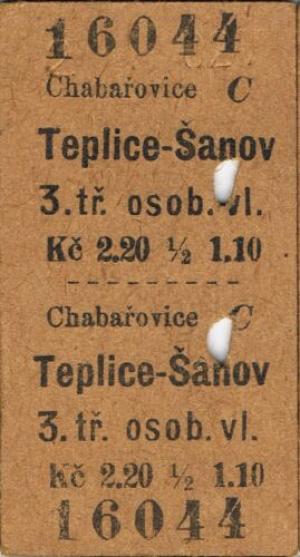 16044
Chabařovice C
Teplice-Šanov
3. tř. osob. vl.
Kč 2.20 ½ 1.10
Chabařovice C
Teplice-Šanov
3. tř. osob. vl.
Kč 2.20 ½ 1.10
16044